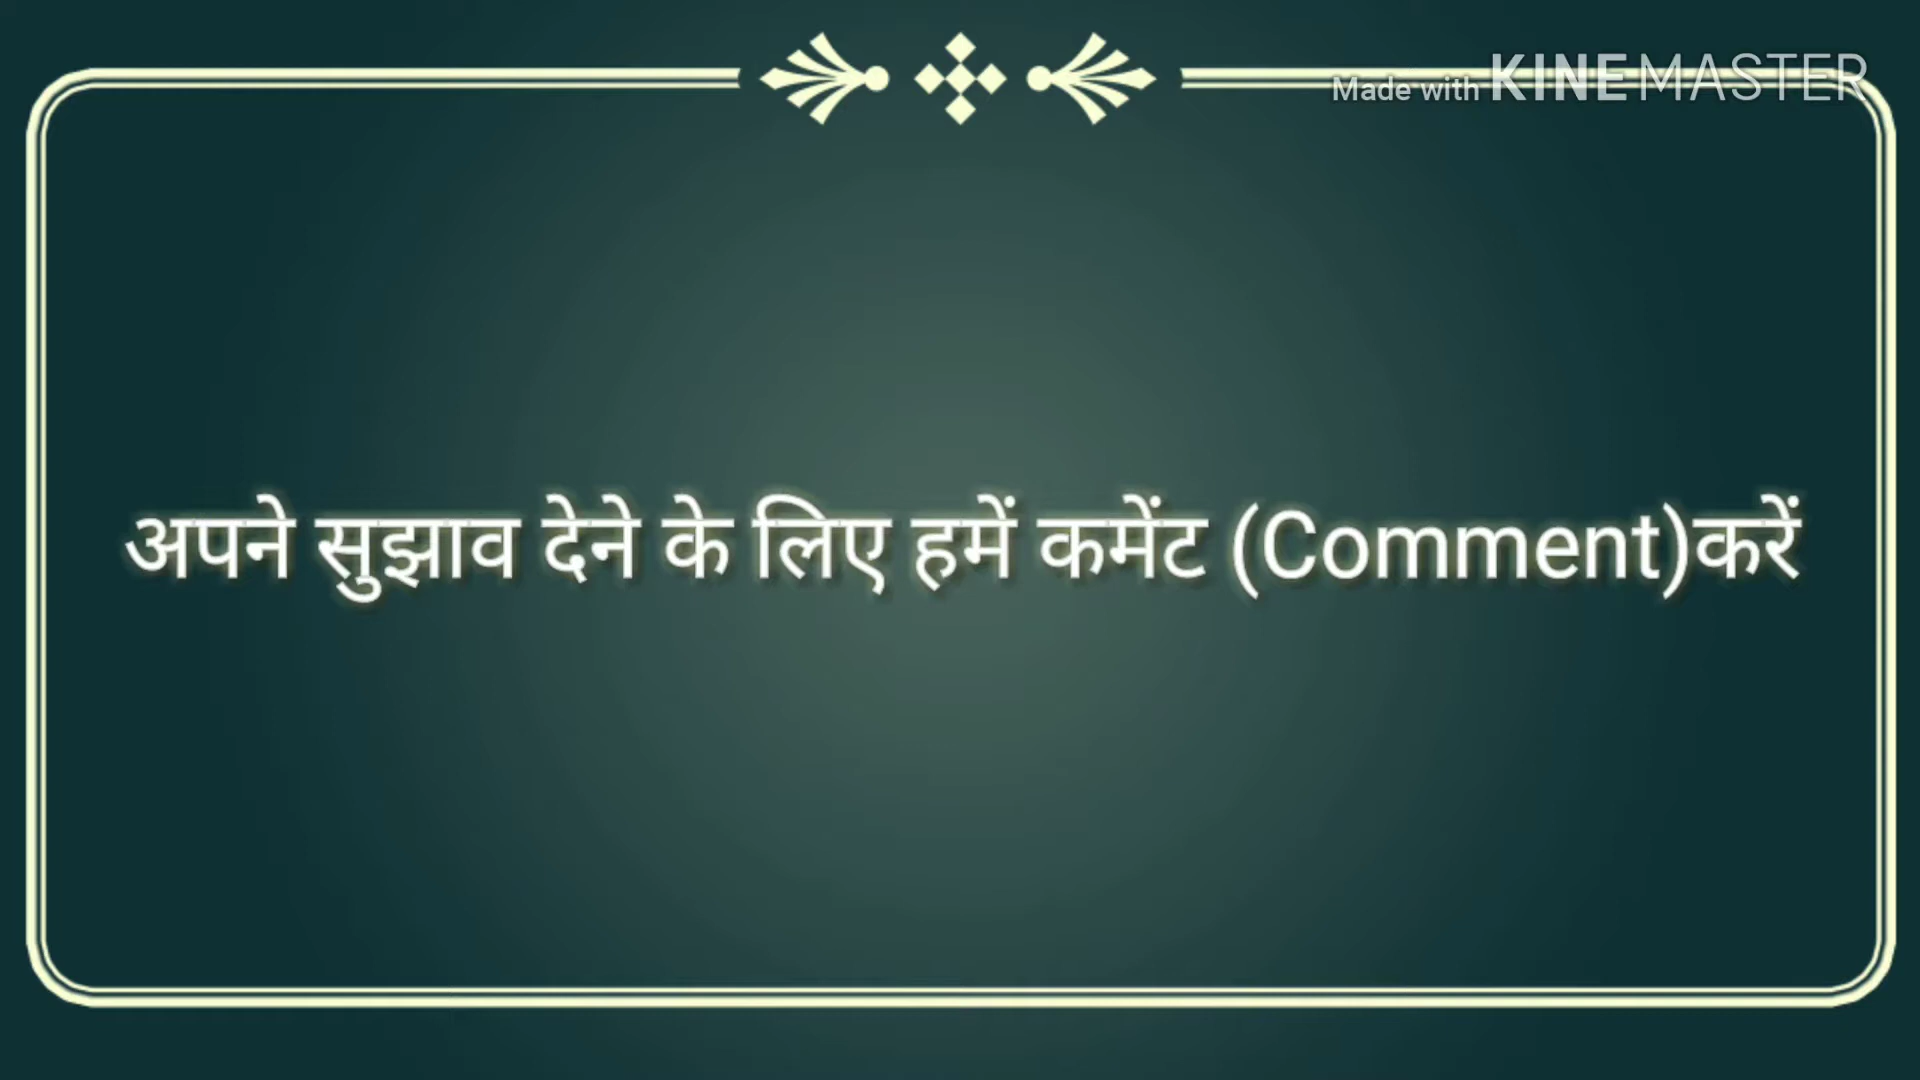 Made with KINEMASTER
अपने सुझाव देने के लिए हमें कमेंट (Comment)करें